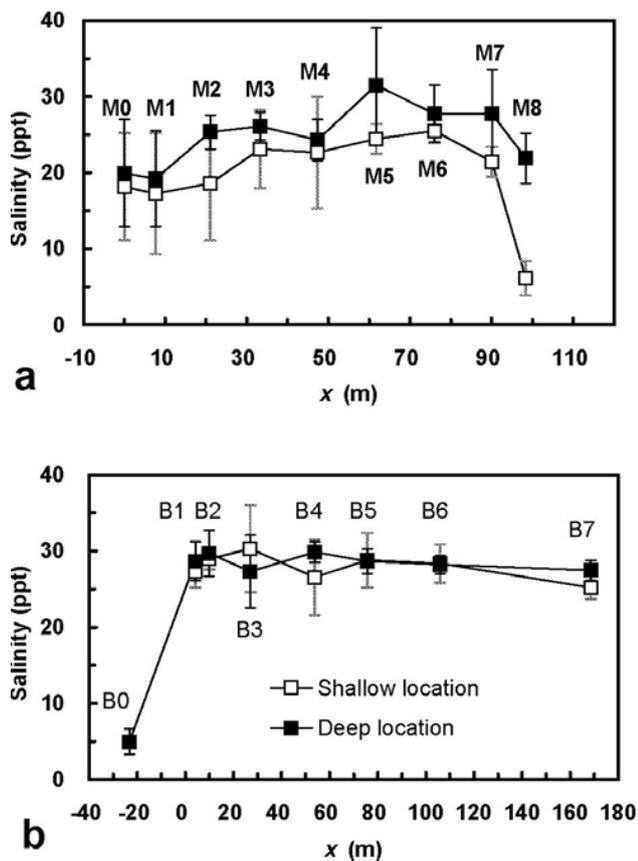 40
30
20
10
0
Salinity (ppt)
M0 M1 M2 M3 M4 M5 M6 M7 M8
-10 10 30 50 70 90 110
x (m)
a
40
30
20
10
0
Salinity (ppt)
B0 B1 B2 B3 B4 B5 B6 B7
Shallow location
Deep location
-40 -20 0 20 40 60 80 100 120 140 160 180
x (m)
b